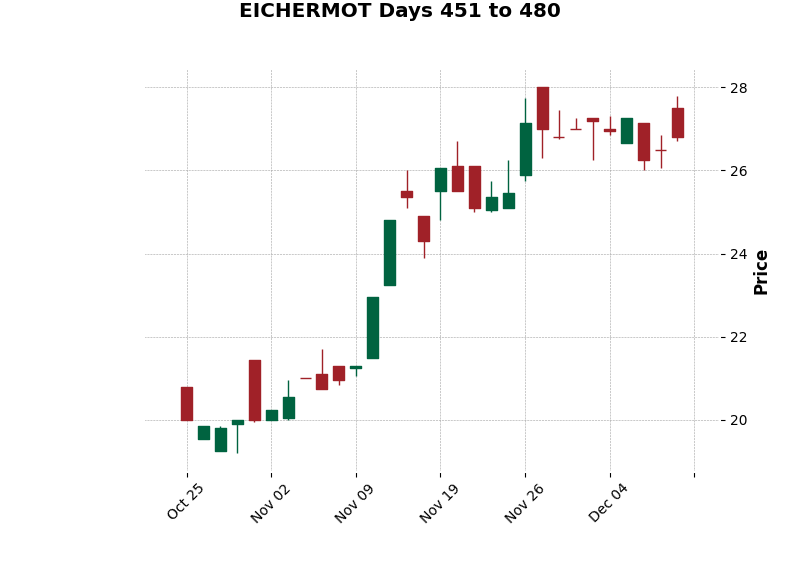 EICHERMOT Days 451 to 480
28
26
24
22
20
Price
Oct 25
Nov 02
Nov 09
Nov 19
Nov 26
Dec 04